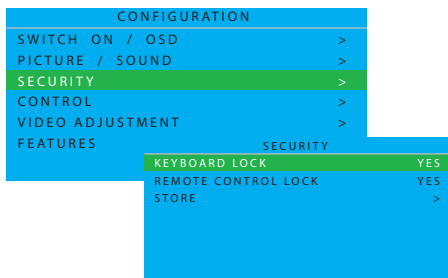 CONFIGURATION
SWITCH ON / OSD >
PICTURE / SOUND >
SECURITY >
CONTROL >
VIDEO ADJUSTMENT >
FEATURES
SECURITY
KEYBOARD LOCK YES
REMOTE CONTROL LOCK YES
STORE >